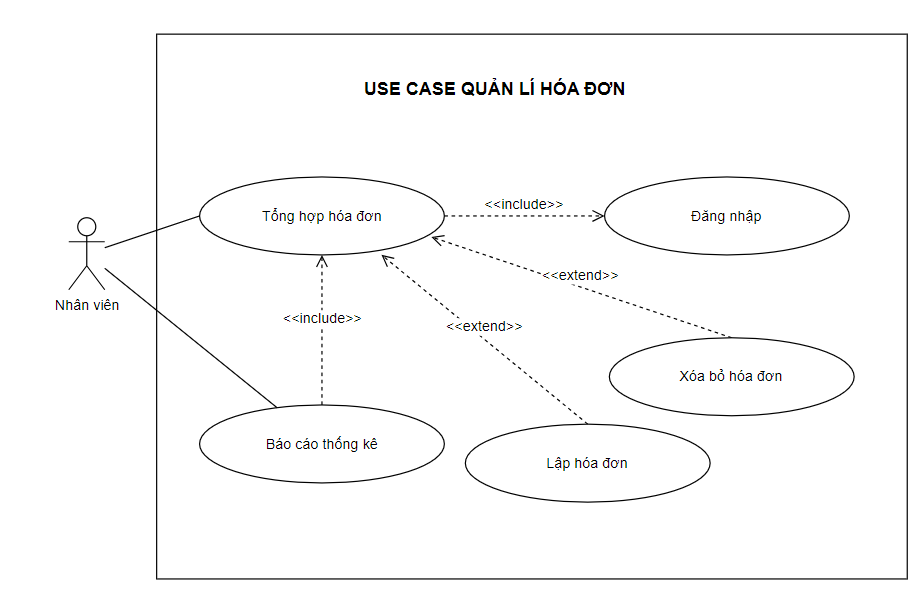 USE CASE QUẢN LÍ HÓA ĐƠN
Tổng hợp hóa đơn
<<include>>
Đăng nhập
<<extend>>
Nhân viên
<<include>>
<<extend>>
Xóa bỏ hóa đơn
Báo cáo thống kê
Lập hóa đơn